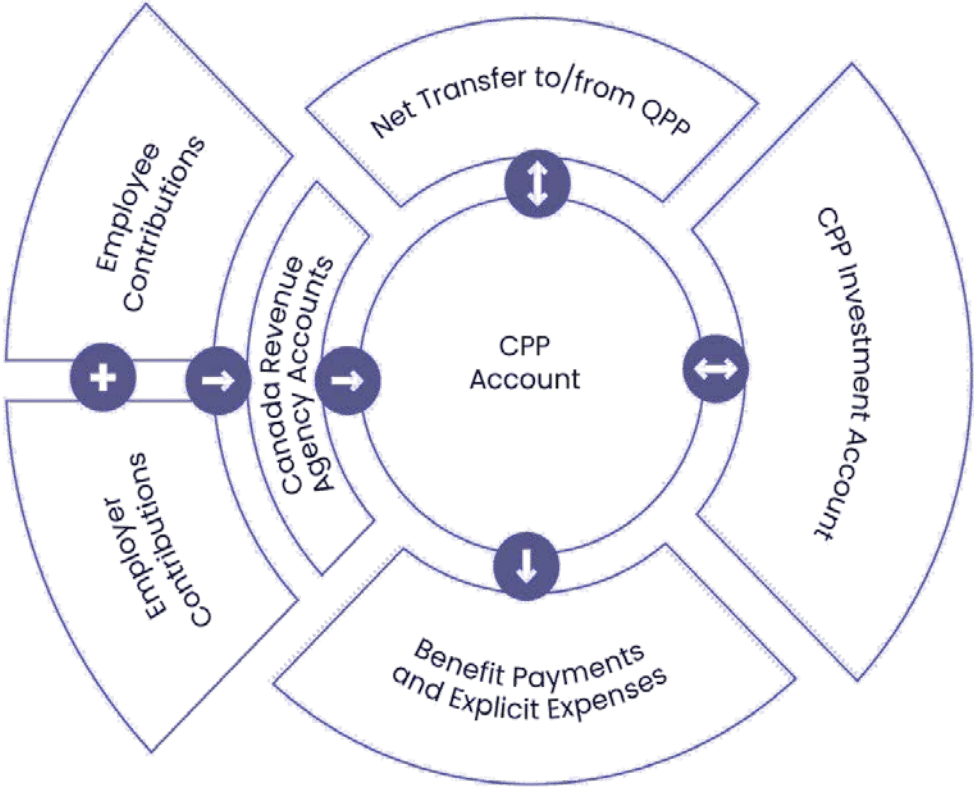 Net Transfer to/from QPP
Employee
Contributions
Canada Revenue
Agency Accounts
CPP
Account
CPP Investment Account
Employer
Contributions
Benefit Payments
and Explicit Expenses